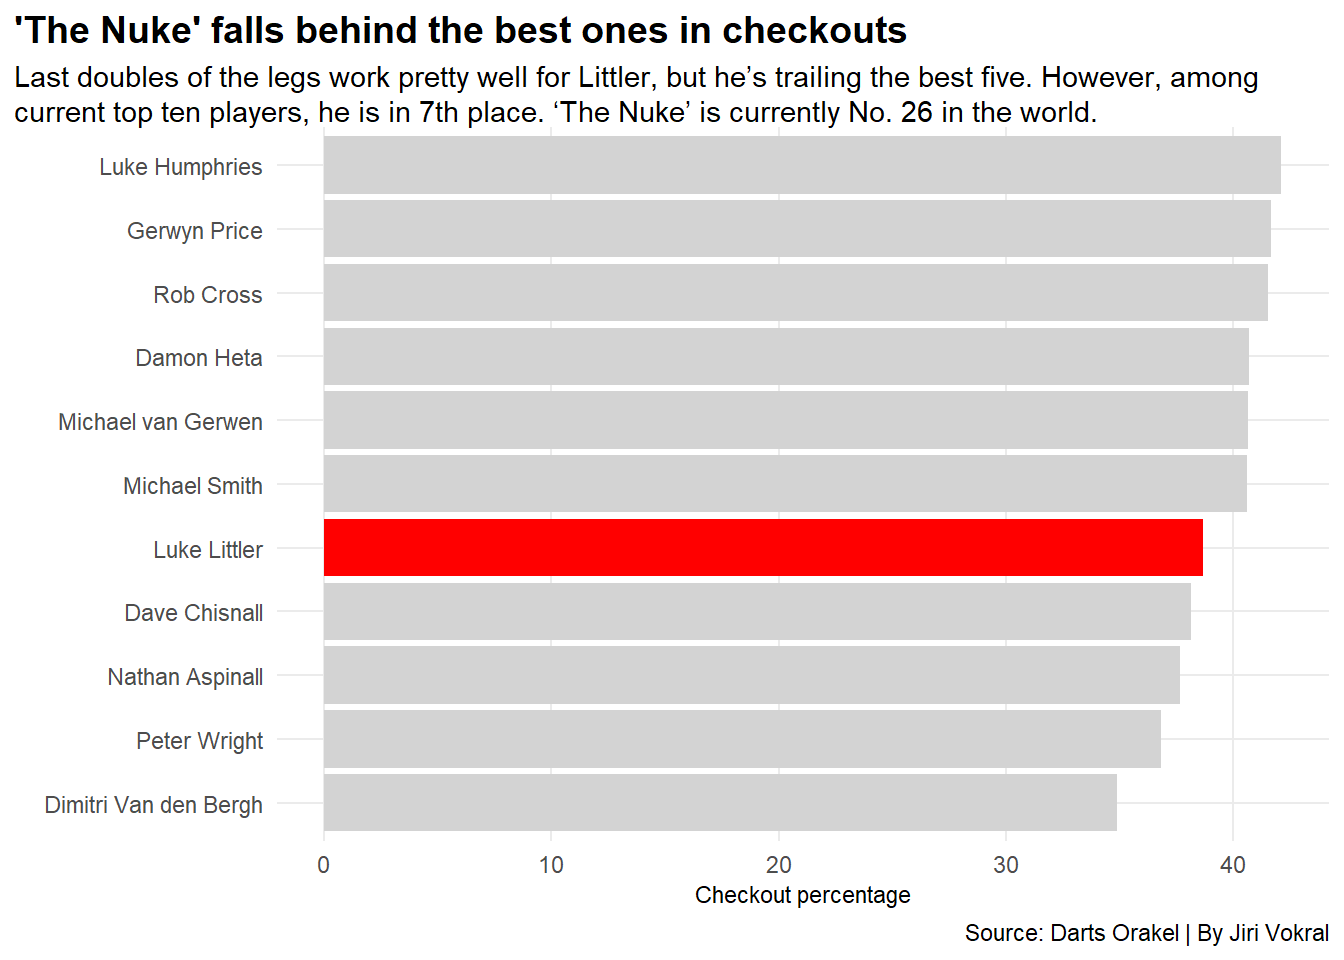 'The Nuke' falls behind the best ones in checkouts
Last doubles of the legs work pretty well for Littler, but he’s trailing the best five. However, among
current top ten players, he is in 7th place. ‘The Nuke’ is currently No. 26 in the world.
Luke Humphries
Gerwyn Price
Rob Cross
Damon Heta
Michael van Gerwen
Michael Smith
Luke Littler
Dave Chisnall
Nathan Aspinall
Peter Wright
Dimitri Van den Bergh
0 10 20 30 40
Checkout percentage
Source: Darts Orakel | By Jiri Vokral